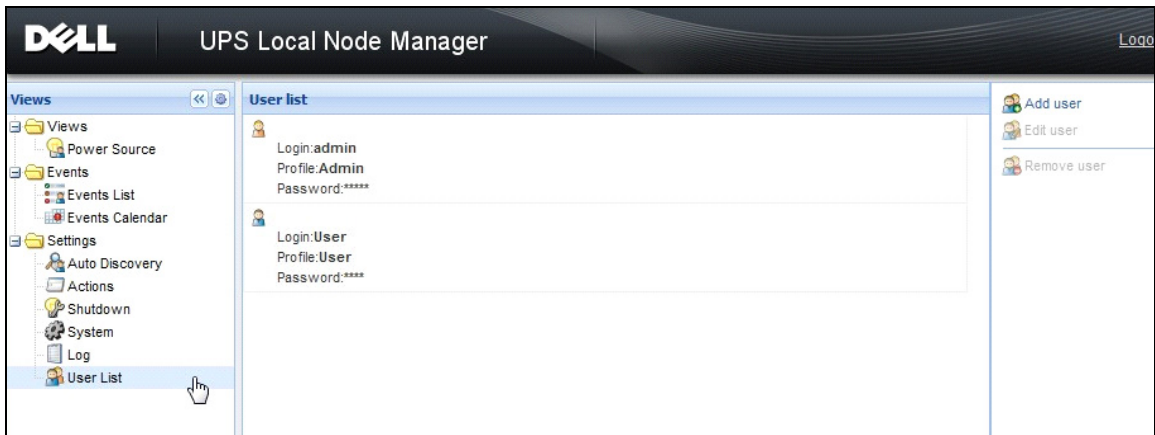 DELL
UPS Local Node Manager
Logo
Views
Views
Power Source
Events
Events List
Events Calendar
Settings
Auto Discovery
Actions
Shutdown
System
Log
User List
User list
Login:admin
Profile:Admin
Password:*****
Login:User
Profile:User
Password:****
Add user
Edit user
Remove user